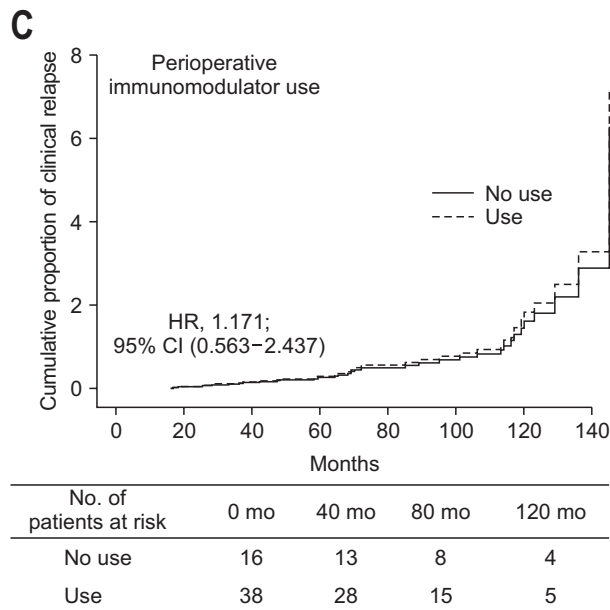 C
Perioperative
immunomodulator use
8
6
4
2
0
Cumulative proportion of clinical relapse
No use
Use
HR, 1.171;
95% CI (0.563−2.437)
0 20 40 60 80 100 120 140
Months
No. of
patients at risk
0 mo 40 mo 80 mo 120 mo
No use 16 13 8 4
Use 38 28 15 5